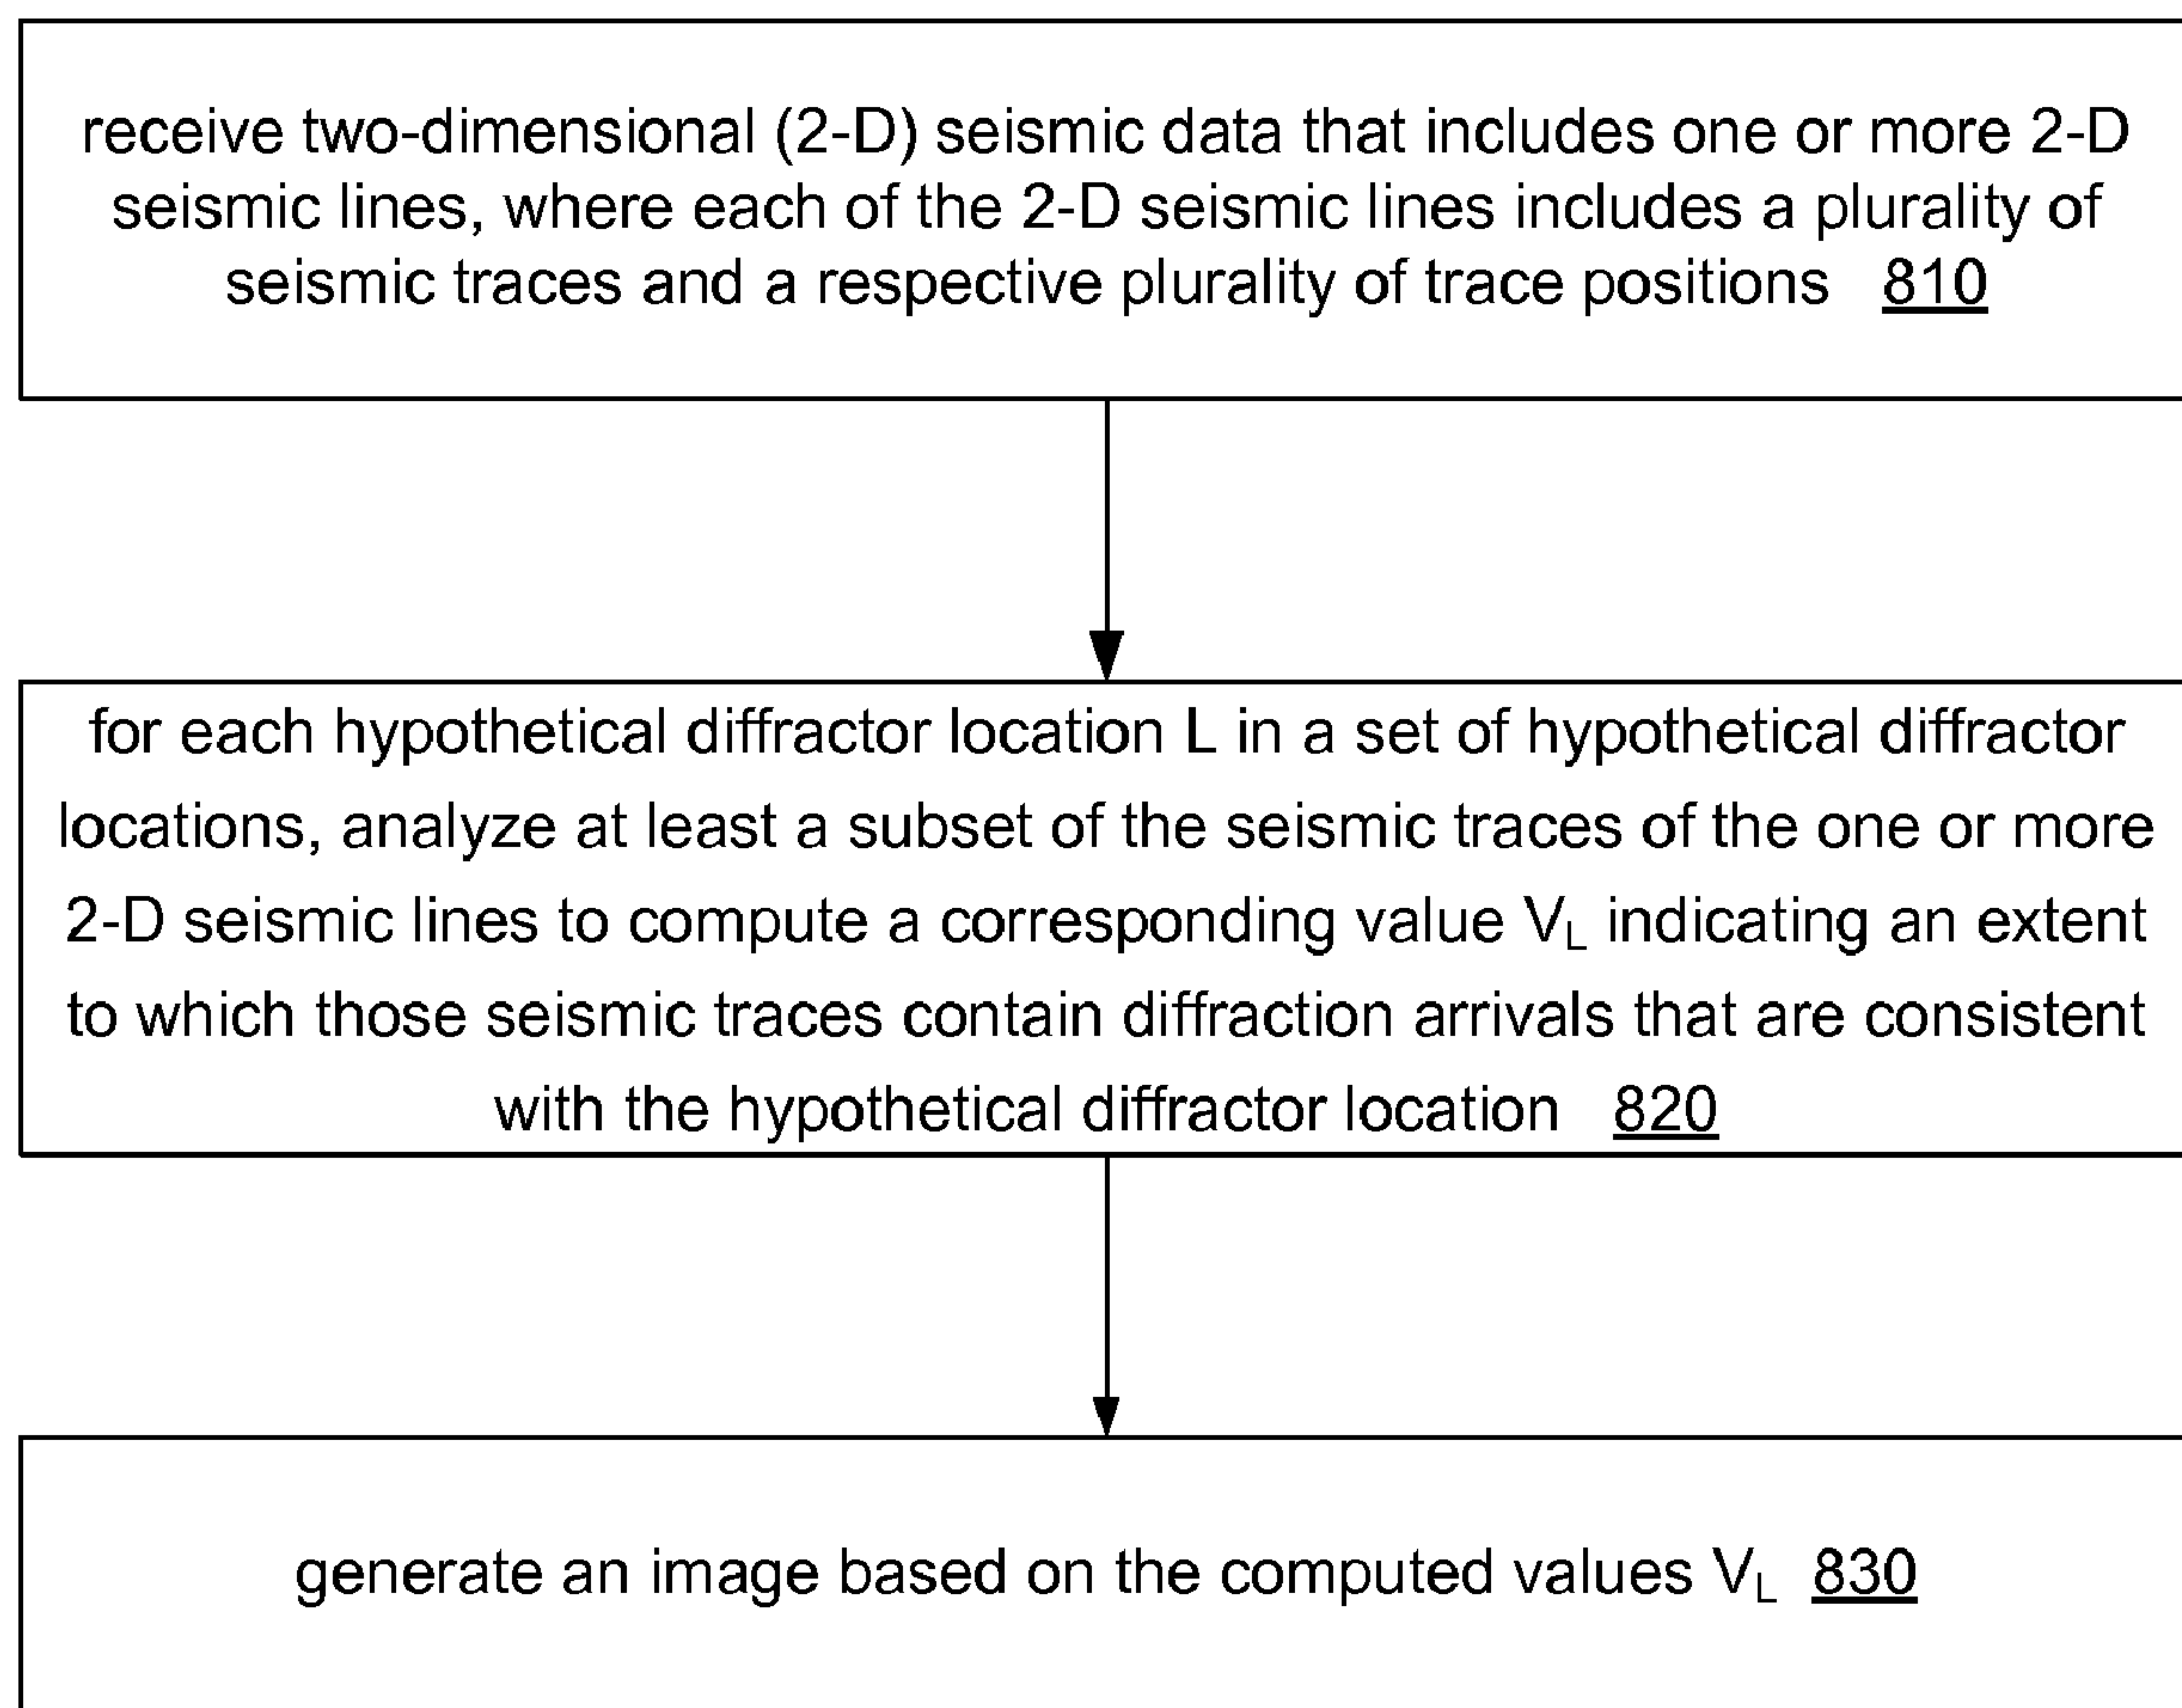 receive two-dimensional (2-D) seismic data that includes one or more 2-D
seismic lines, where each of the 2-D seismic lines includes a plurality of
seismic traces and a respective plurality of trace positions 810
for each hypothetical diffractor location L in a set of hypothetical diffractor
locations, analyze at least a subset of the seismic traces of the one or more
2-D seismic lines to compute a corresponding value VL indicating an extent
to which those seismic traces contain diffraction arrivals that are consistent
with the hypothetical diffractor location 820
generate an image based on the computed values VL 830